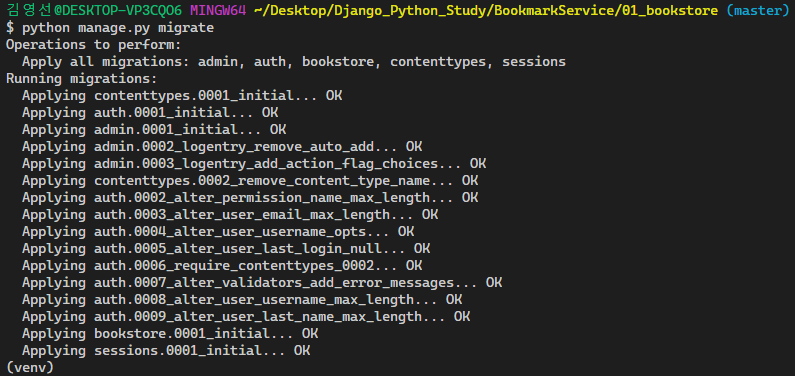 김영선@DESKTOP-VP3CQO6 MINGW64 ~/Desktop/Django_Python_Study/BookmarkService/01_bookstore (master)
$ python manage.py migrate
Operations to perform:
  Apply all migrations: admin, auth, bookstore, contenttypes, sessions
Running migrations:
  Applying contenttypes.0001_initial... OK
  Applying auth.0001_initial... OK
  Applying admin.0001_initial... OK
  Applying admin.0002_logentry_remove_auto_add... OK
  Applying admin.0003_logentry_add_action_flag_choices... OK
  Applying contenttypes.0002_remove_content_type_name... OK
  Applying auth.0002_alter_permission_name_max_length... OK
  Applying auth.0003_alter_user_email_max_length... OK
  Applying auth.0004_alter_user_username_opts... OK
  Applying auth.0005_alter_user_last_login_null... OK
  Applying auth.0006_require_contenttypes_0002... OK
  Applying auth.0007_alter_validators_add_error_messages... OK
  Applying auth.0008_alter_user_username_max_length... OK
  Applying auth.0009_alter_user_last_name_max_length... OK
  Applying bookstore.0001_initial... OK
  Applying sessions.0001_initial... OK
(venv)